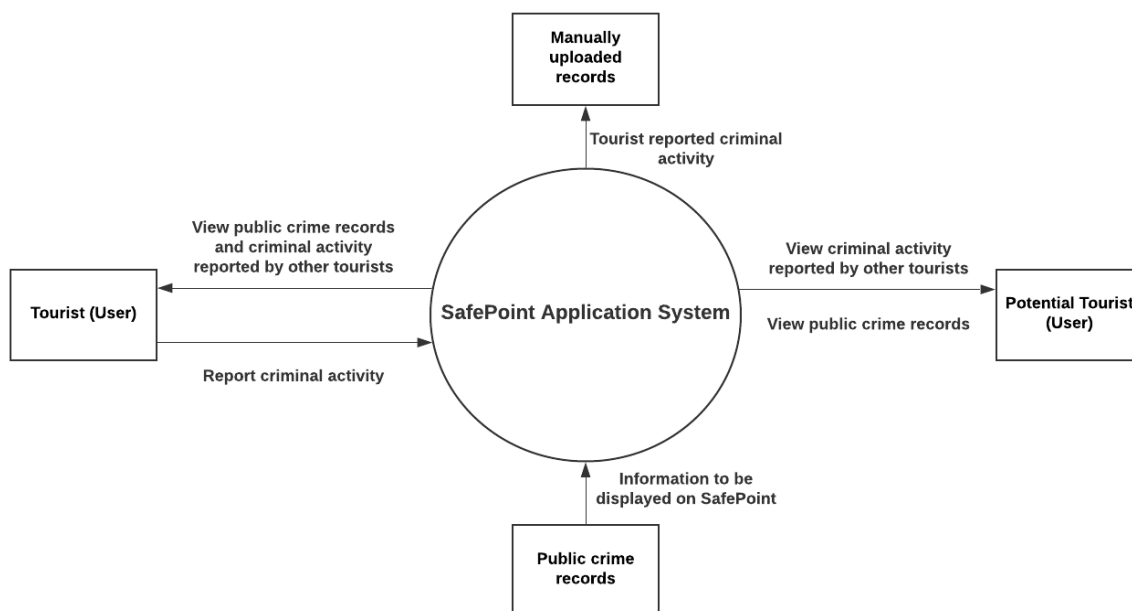 Manually
uploaded
records
Tourist reported criminal
activity
View public crime records
and criminal activity
reported by other tourists
View criminal activity
reported by other tourists
Tourist (User)
SafePoint Application System
Potential Tourist
(User)
View public crime records
Report criminal activity
Information to be
displayed on SafePoint
Public crime
records